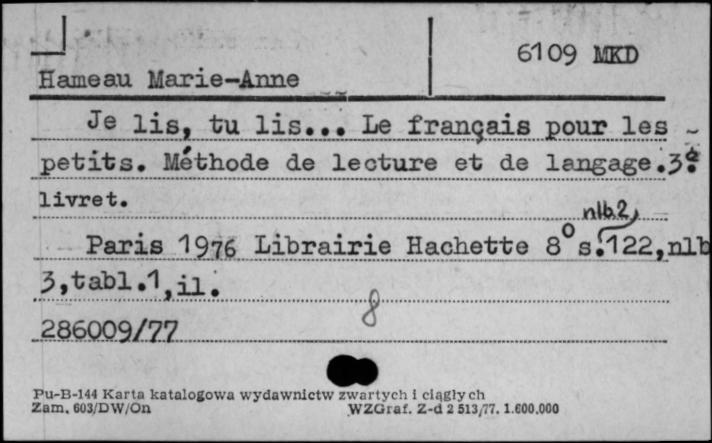 6109 MKD
Hameau Marie-Anne
Je lis, tu lis... Le français pour les
petits. Méthode de lecture et de langage.3e
livret.
nlb.2,
Paris 1976 Librairie Hachette 8° s.122,nlb
3,tabl.1,il.
8
286009/77
Pu-B-144 Karta katalogowa wydawnictw zwartych i ciągłych
Zam. 603/DW/On WZGraf. Z-d 2 513/77. 1.600.000